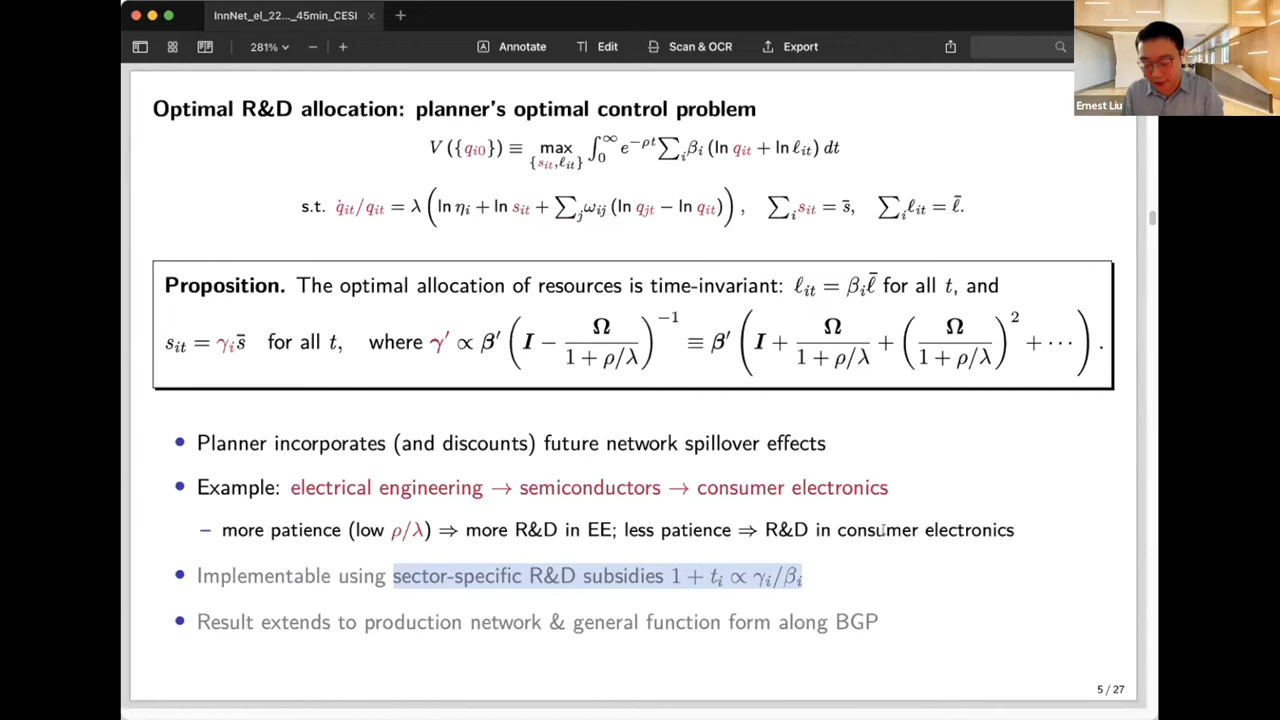 InnNet_el_22..._45min_CESI
281%
Annotate
Edit
Scan & OCR
Export
Ernest Liu
Optimal R&D allocation: planner's optimal control problem
V ({q_{i0}}) ≡ max_{{s_{it},ℓ_{it}}} ∫_0^∞ e^{−ρt} ∑_i β_i (ln q_{it} + ln ℓ_{it}) dt
s.t. q̇_{it}/q_{it} = λ (ln η_i + ln s_{it} + ∑_j ω_{ij} (ln q_{jt} − ln q_{it})), ∑_i s_{it} = s̄, ∑_i ℓ_{it} = ℓ̄.
Proposition. The optimal allocation of resources is time-invariant: ℓ_{it} = β_i ℓ̄ for all t, and
s_{it} = γ_i s̄ for all t, where γ′ ∝ β′ (I − Ω/(1 + ρ/λ))^{−1} ≡ β′ (I + Ω/(1 + ρ/λ) + (Ω/(1 + ρ/λ))^2 + ⋯).
• Planner incorporates (and discounts) future network spillover effects
• Example: electrical engineering → semiconductors → consumer electronics
– more patience (low ρ/λ) ⇒ more R&D in EE; less patience ⇒ R&D in consumer electronics
• Implementable using sector-specific R&D subsidies 1 + t_i ∝ γ_i/β_i
• Result extends to production network & general function form along BGP
5 / 27